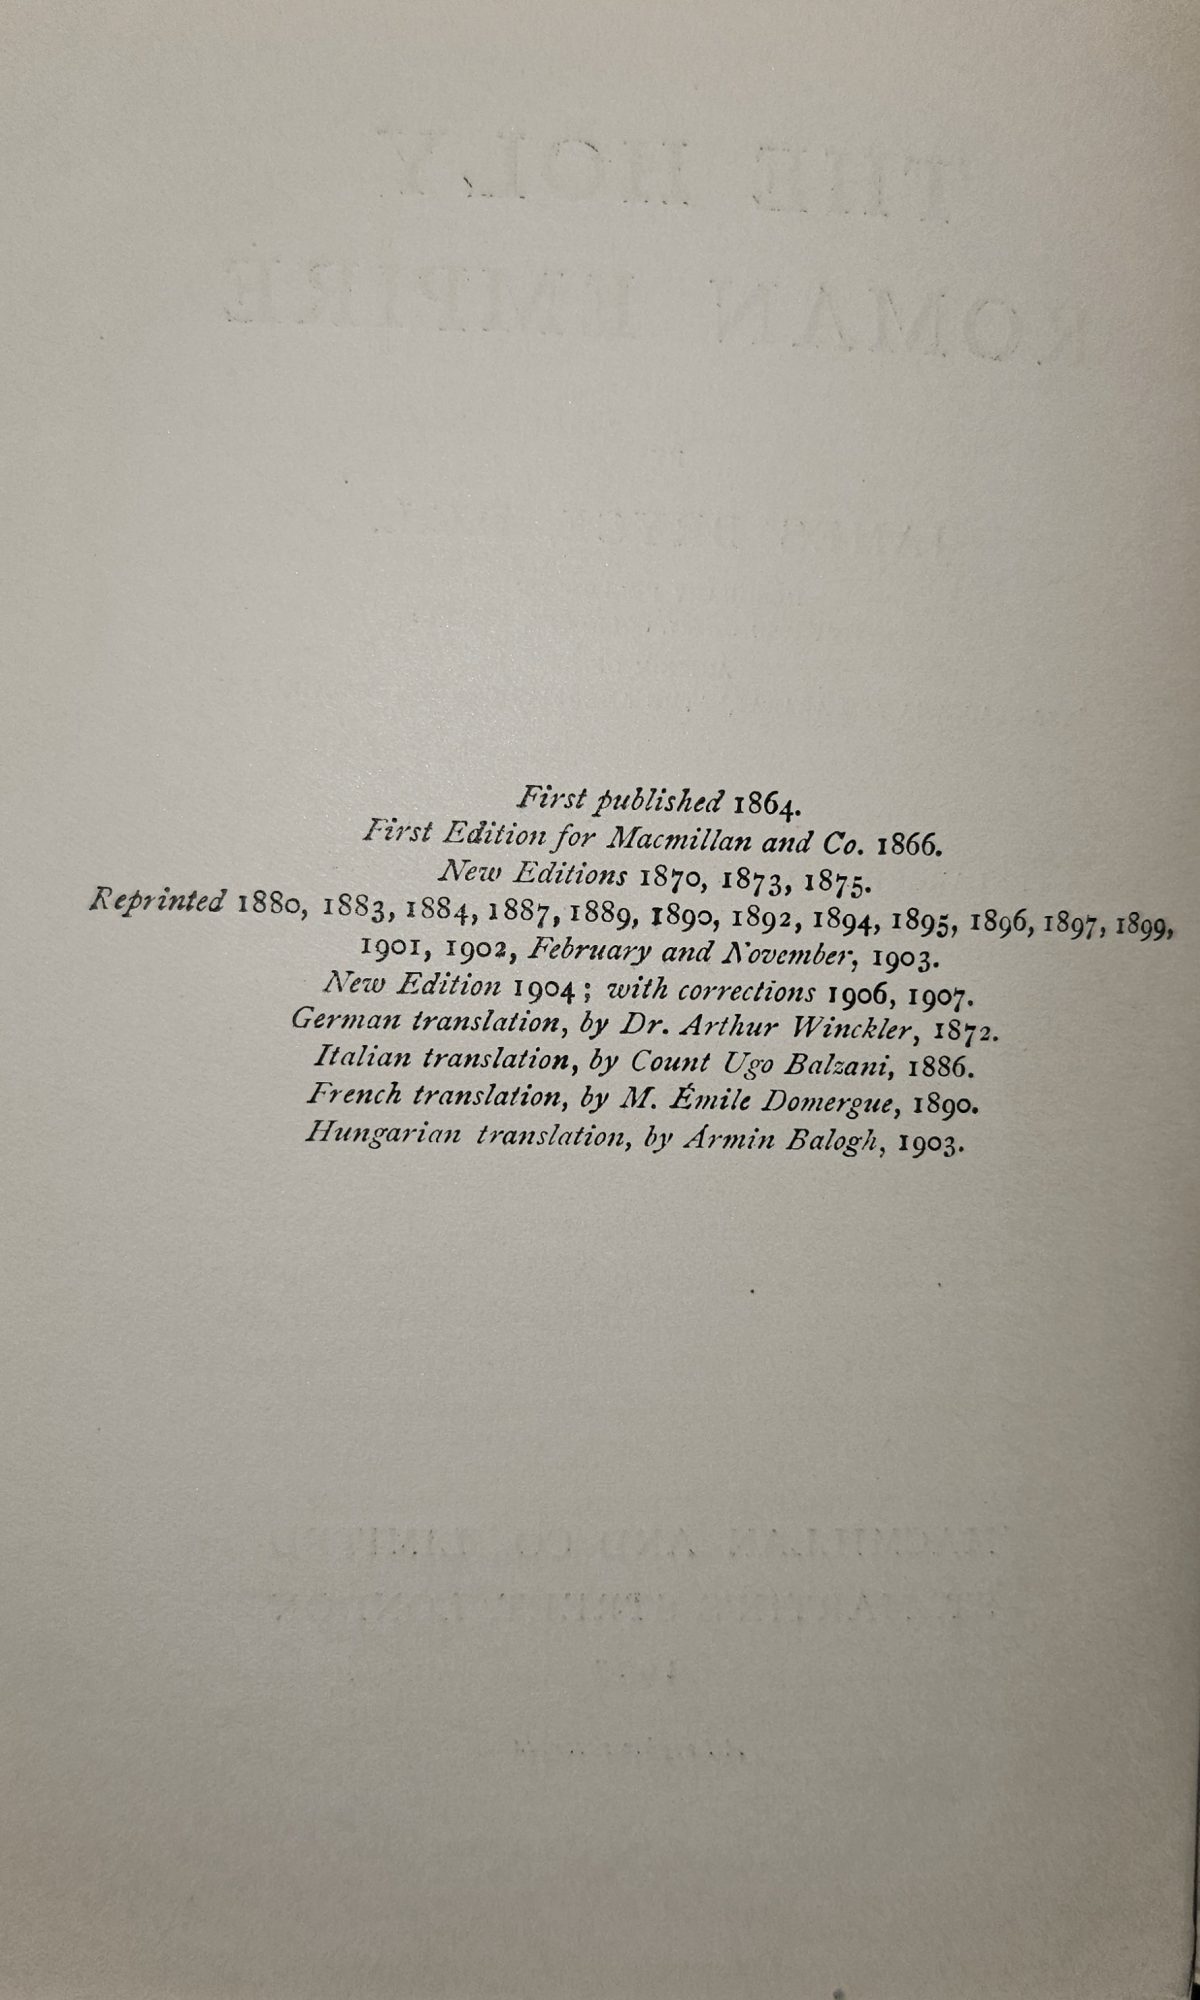 First published 1864.
First Edition for Macmillan and Co. 1866.
New Editions 1870, 1873, 1875.
Reprinted 1880, 1883, 1884, 1887, 1889, 1890, 1892, 1894, 1895, 1896, 1897, 1899,
1901, 1902, February and November, 1903.
New Edition 1904; with corrections 1906, 1907.
German translation, by Dr. Arthur Winckler, 1872.
Italian translation, by Count Ugo Balzani, 1886.
French translation, by M. Émile Domergue, 1890.
Hungarian translation, by Ármin Balogh, 1903.